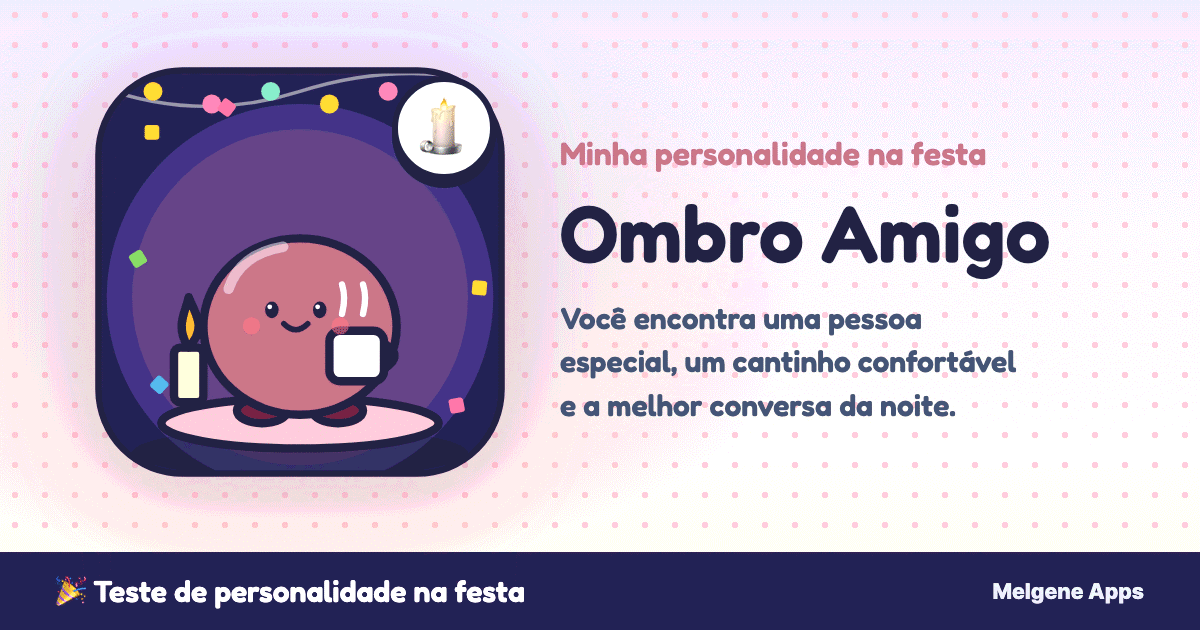 Minha personalidade na festa
Ombro Amigo
Você encontra uma pessoa
especial, um cantinho confortável
e a melhor conversa da noite.
🎉 Teste de personalidade na festa
Melgene Apps